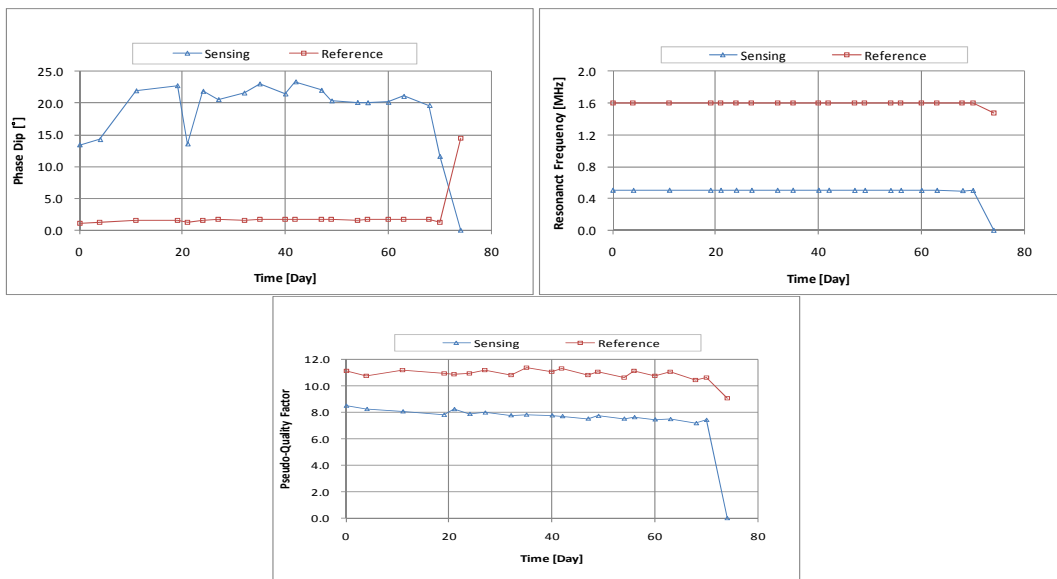 Sensing Reference
25.0
20.0
15.0
10.0
5.0
0.0
0 20 40 60 80
Phase Dip [°]
Time [Day]
Sensing Reference
2.0
1.6
1.2
0.8
0.4
0.0
0 20 40 60 80
Resonanct Frequency [MHz]
Time [Day]
Sensing Reference
12.0
10.0
8.0
6.0
4.0
2.0
0.0
0 20 40 60 80
Pseudo-Quality Factor
Time [Day]